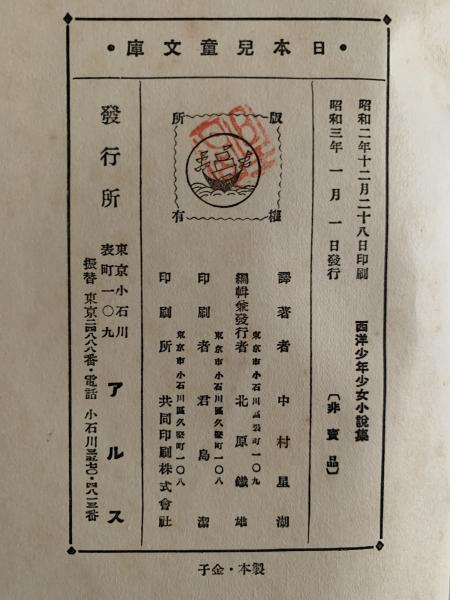 ・日本兒童文庫・
昭和二年十二月二十八日印刷
昭和三年一月一日發行
西洋少年少女小說集
〔非賣品〕
版權所有
譯著者 中村星湖
東京市小石川區表町一〇九
編輯兼發行者 北原鐵雄
東京市小石川區久堅町一〇八
印刷者 君島潔
東京市小石川區久堅町一〇八
印刷所 共同印刷株式會社
發行所 東京小石川表町一〇九 アルス
振替 東京二四八八八番・電話 小石川三五七〇・四八一三番
製本・金子